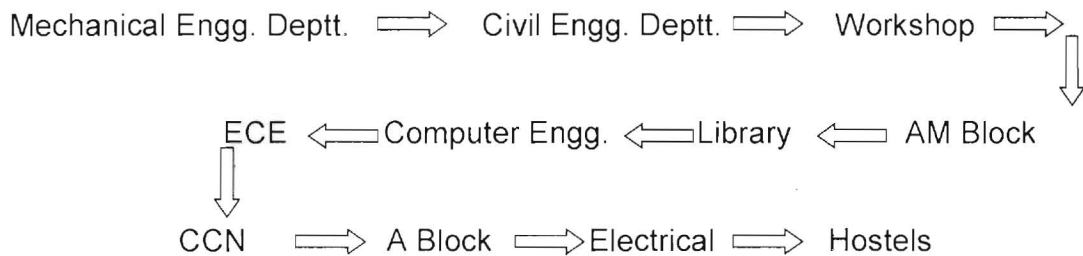 Mechanical Engg. Deptt. Civil Engg. Deptt. Workshop
ECE Computer Engg. Library AM Block
CCN A Block Electrical Hostels